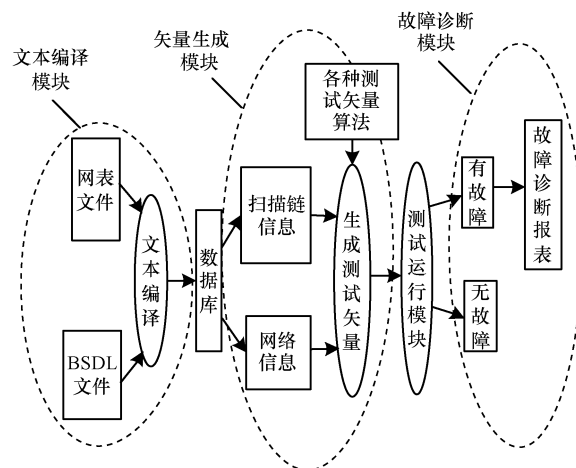 文本编译
模块
矢量生成
模块
故障诊断
模块
各种测
试矢量
算法
网表
文件
BSDL
文件
文本编译
数据库
扫描链
信息
网络
信息
生成测试矢量
测试运行模块
有故障
无故障
故障诊断报表